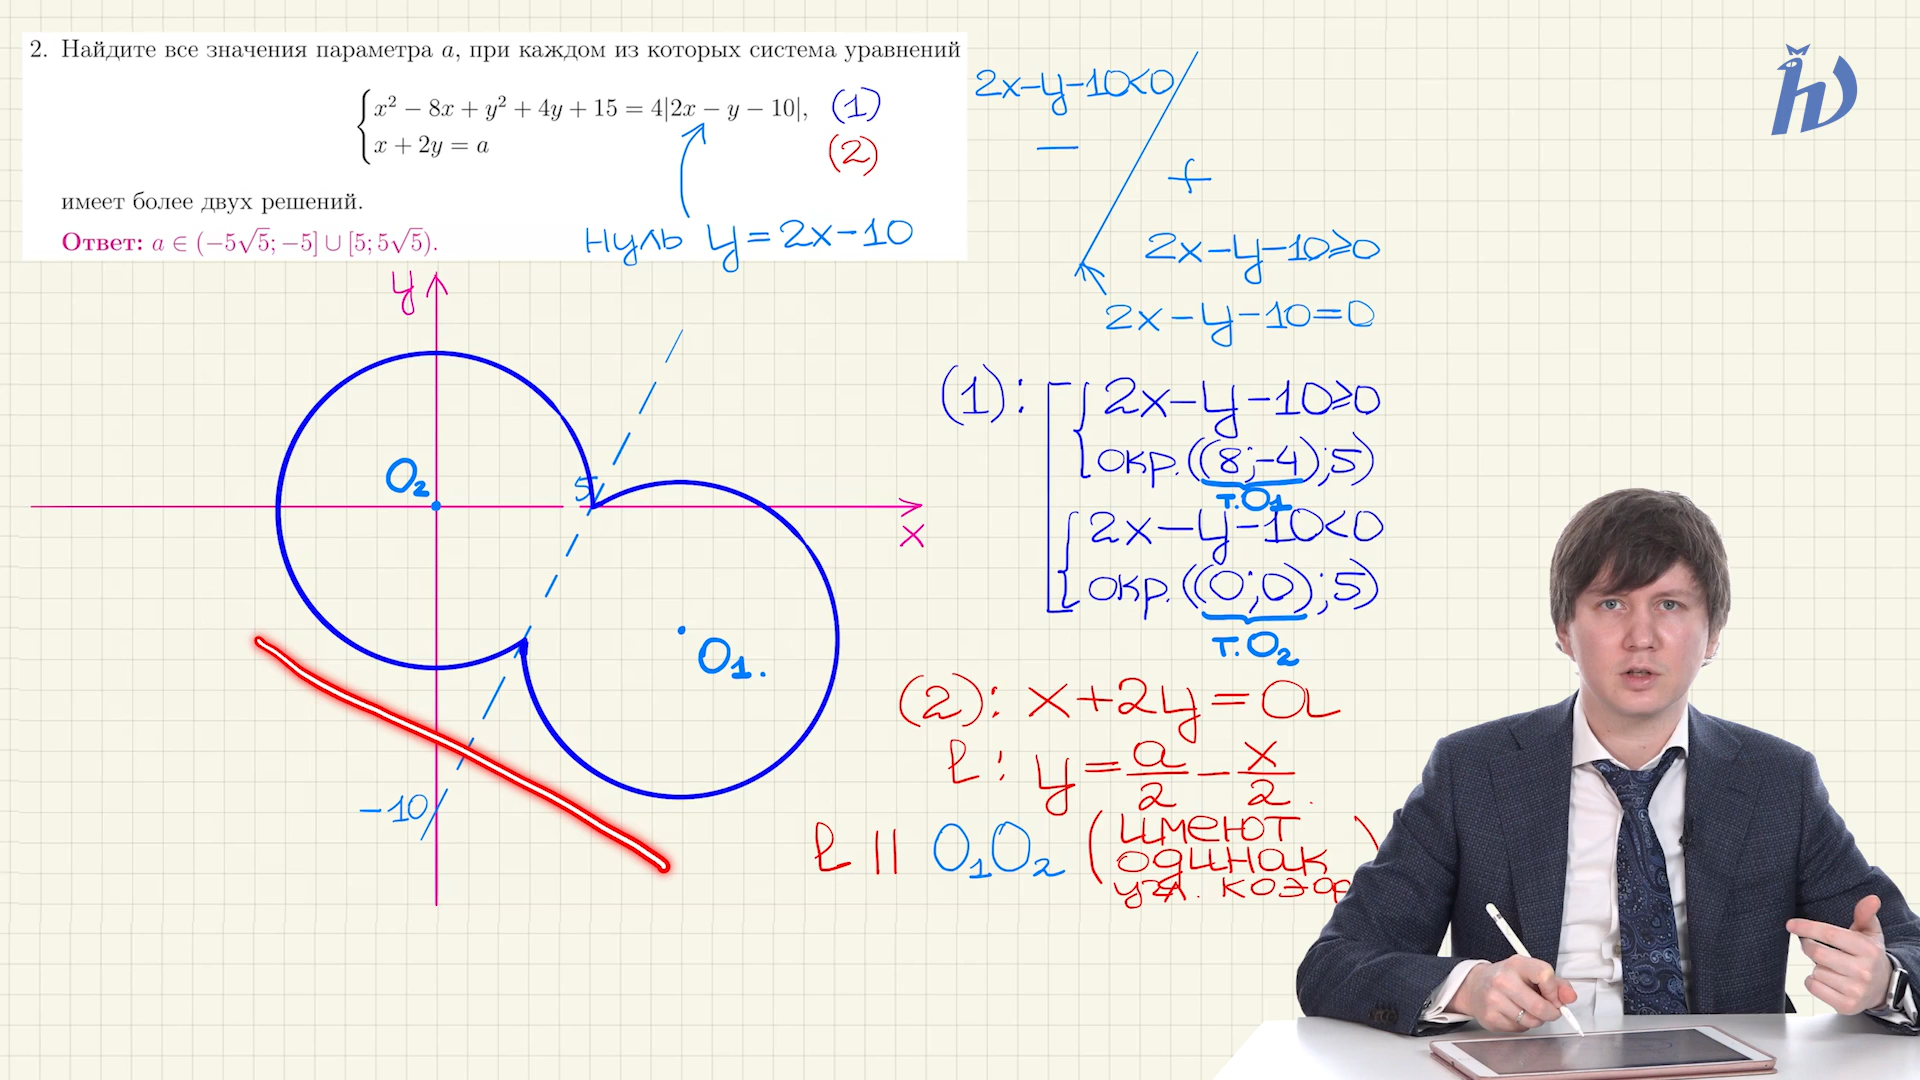 2. Найдите все значения параметра a, при каждом из которых система уравнений
x² − 8x + y² + 4y + 15 = 4|2x − y − 10|, (1)
x + 2y = a (2)
имеет более двух решений.
Ответ: a ∈ (−5√5; −5] ∪ [5; 5√5).
нуль y = 2x−10
2x−y−10<0
−
+
2x−y−10⩾0
2x−y−10=0
y
O₂
5
x
O₁.
−10
(1):
2x−y−10⩾0
окр.((8;−4);5)
т.O₁
2x−y−10<0
окр.((0;0);5)
т.O₂
(2): x+2y=a
l: y=a/2−x/2.
l || O₁O₂ (имеют
одинак
угл. коэф